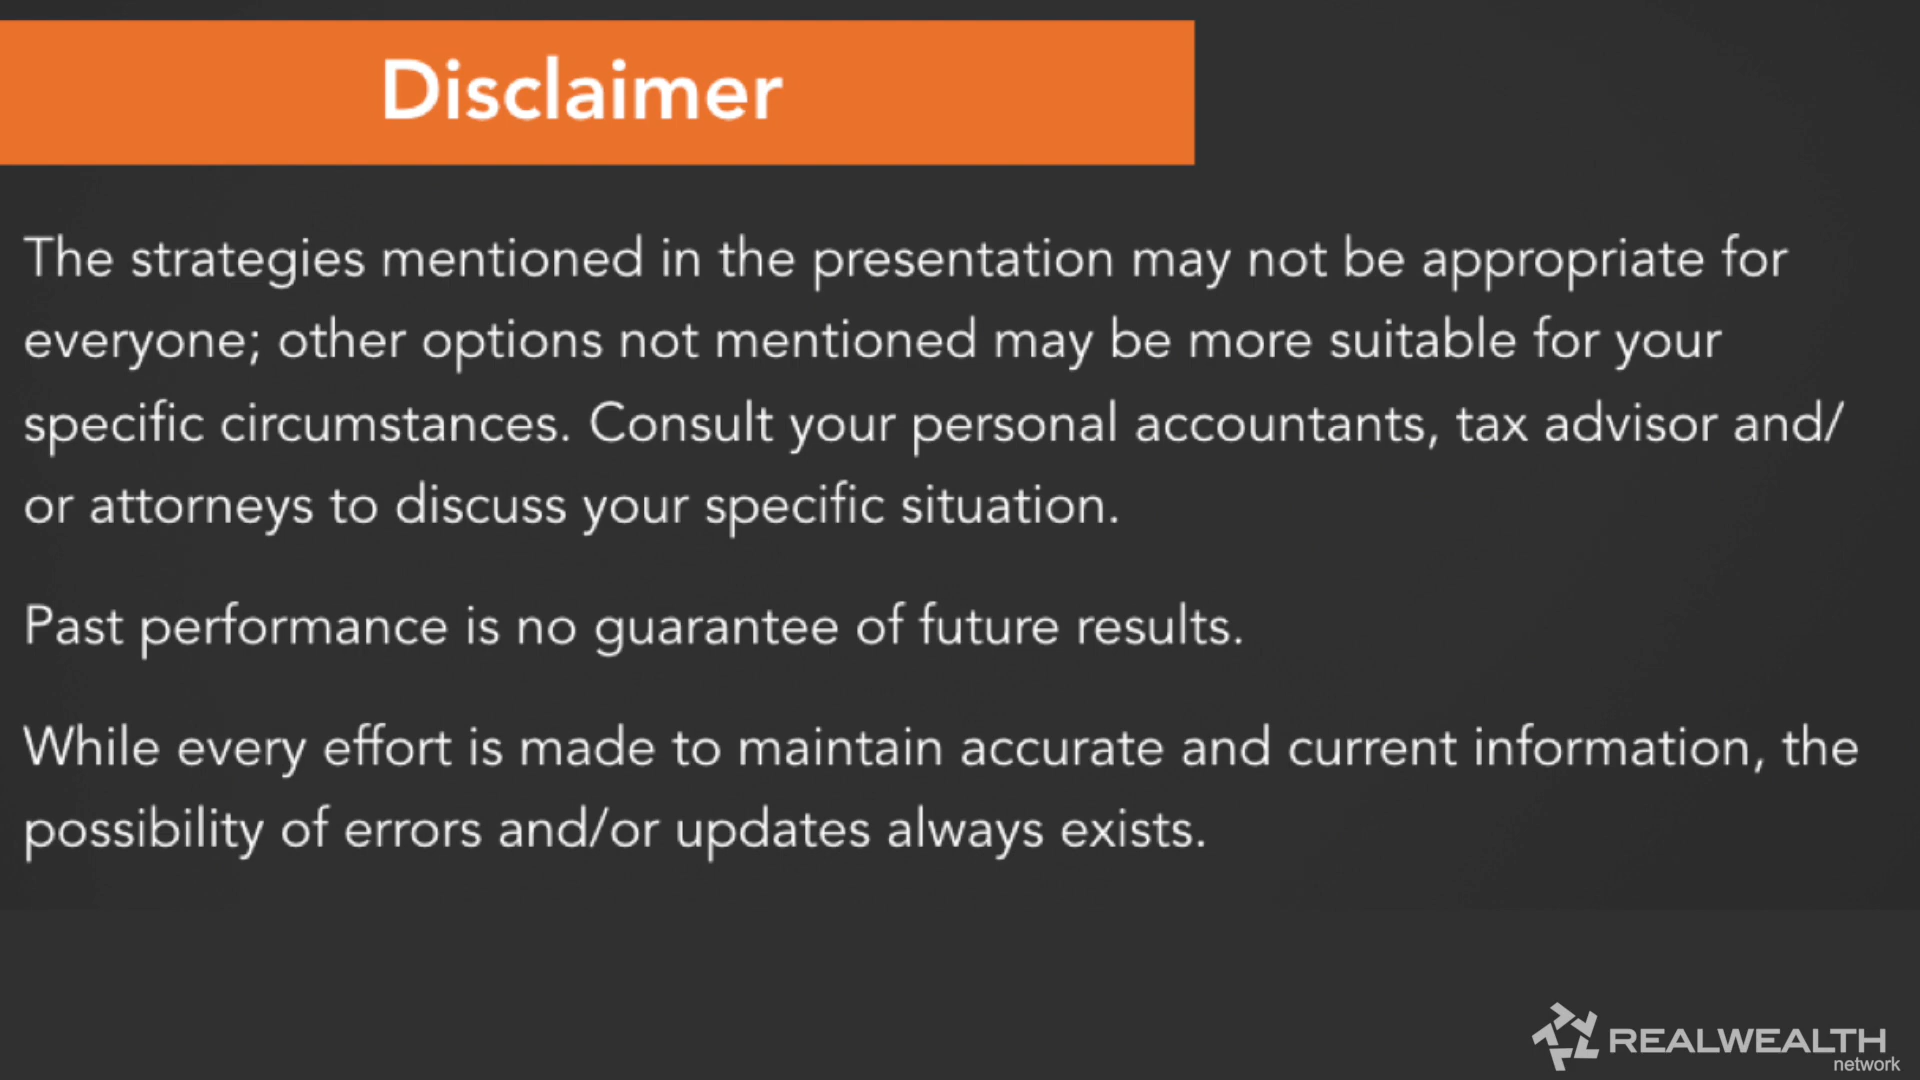 Disclaimer
The strategies mentioned in the presentation may not be appropriate for
everyone; other options not mentioned may be more suitable for your
specific circumstances. Consult your personal accountants, tax advisor and/
or attorneys to discuss your specific situation.
Past performance is no guarantee of future results.
While every effort is made to maintain accurate and current information, the
possibility of errors and/or updates always exists.
REALWEALTH
network